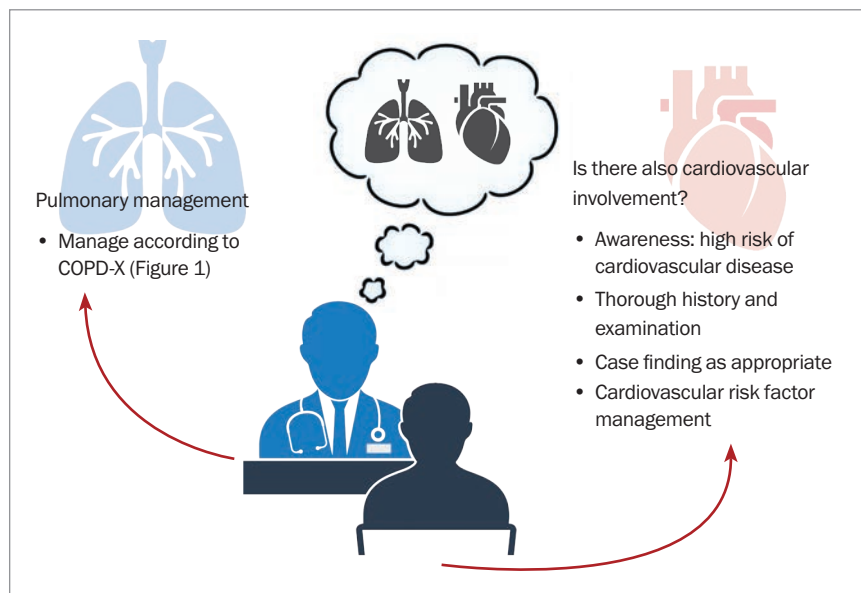 Pulmonary management
• Manage according to
COPD-X (Figure 1)
Is there also cardiovascular
involvement?
• Awareness: high risk of
cardiovascular disease
• Thorough history and
examination
• Case finding as appropriate
• Cardiovascular risk factor
management